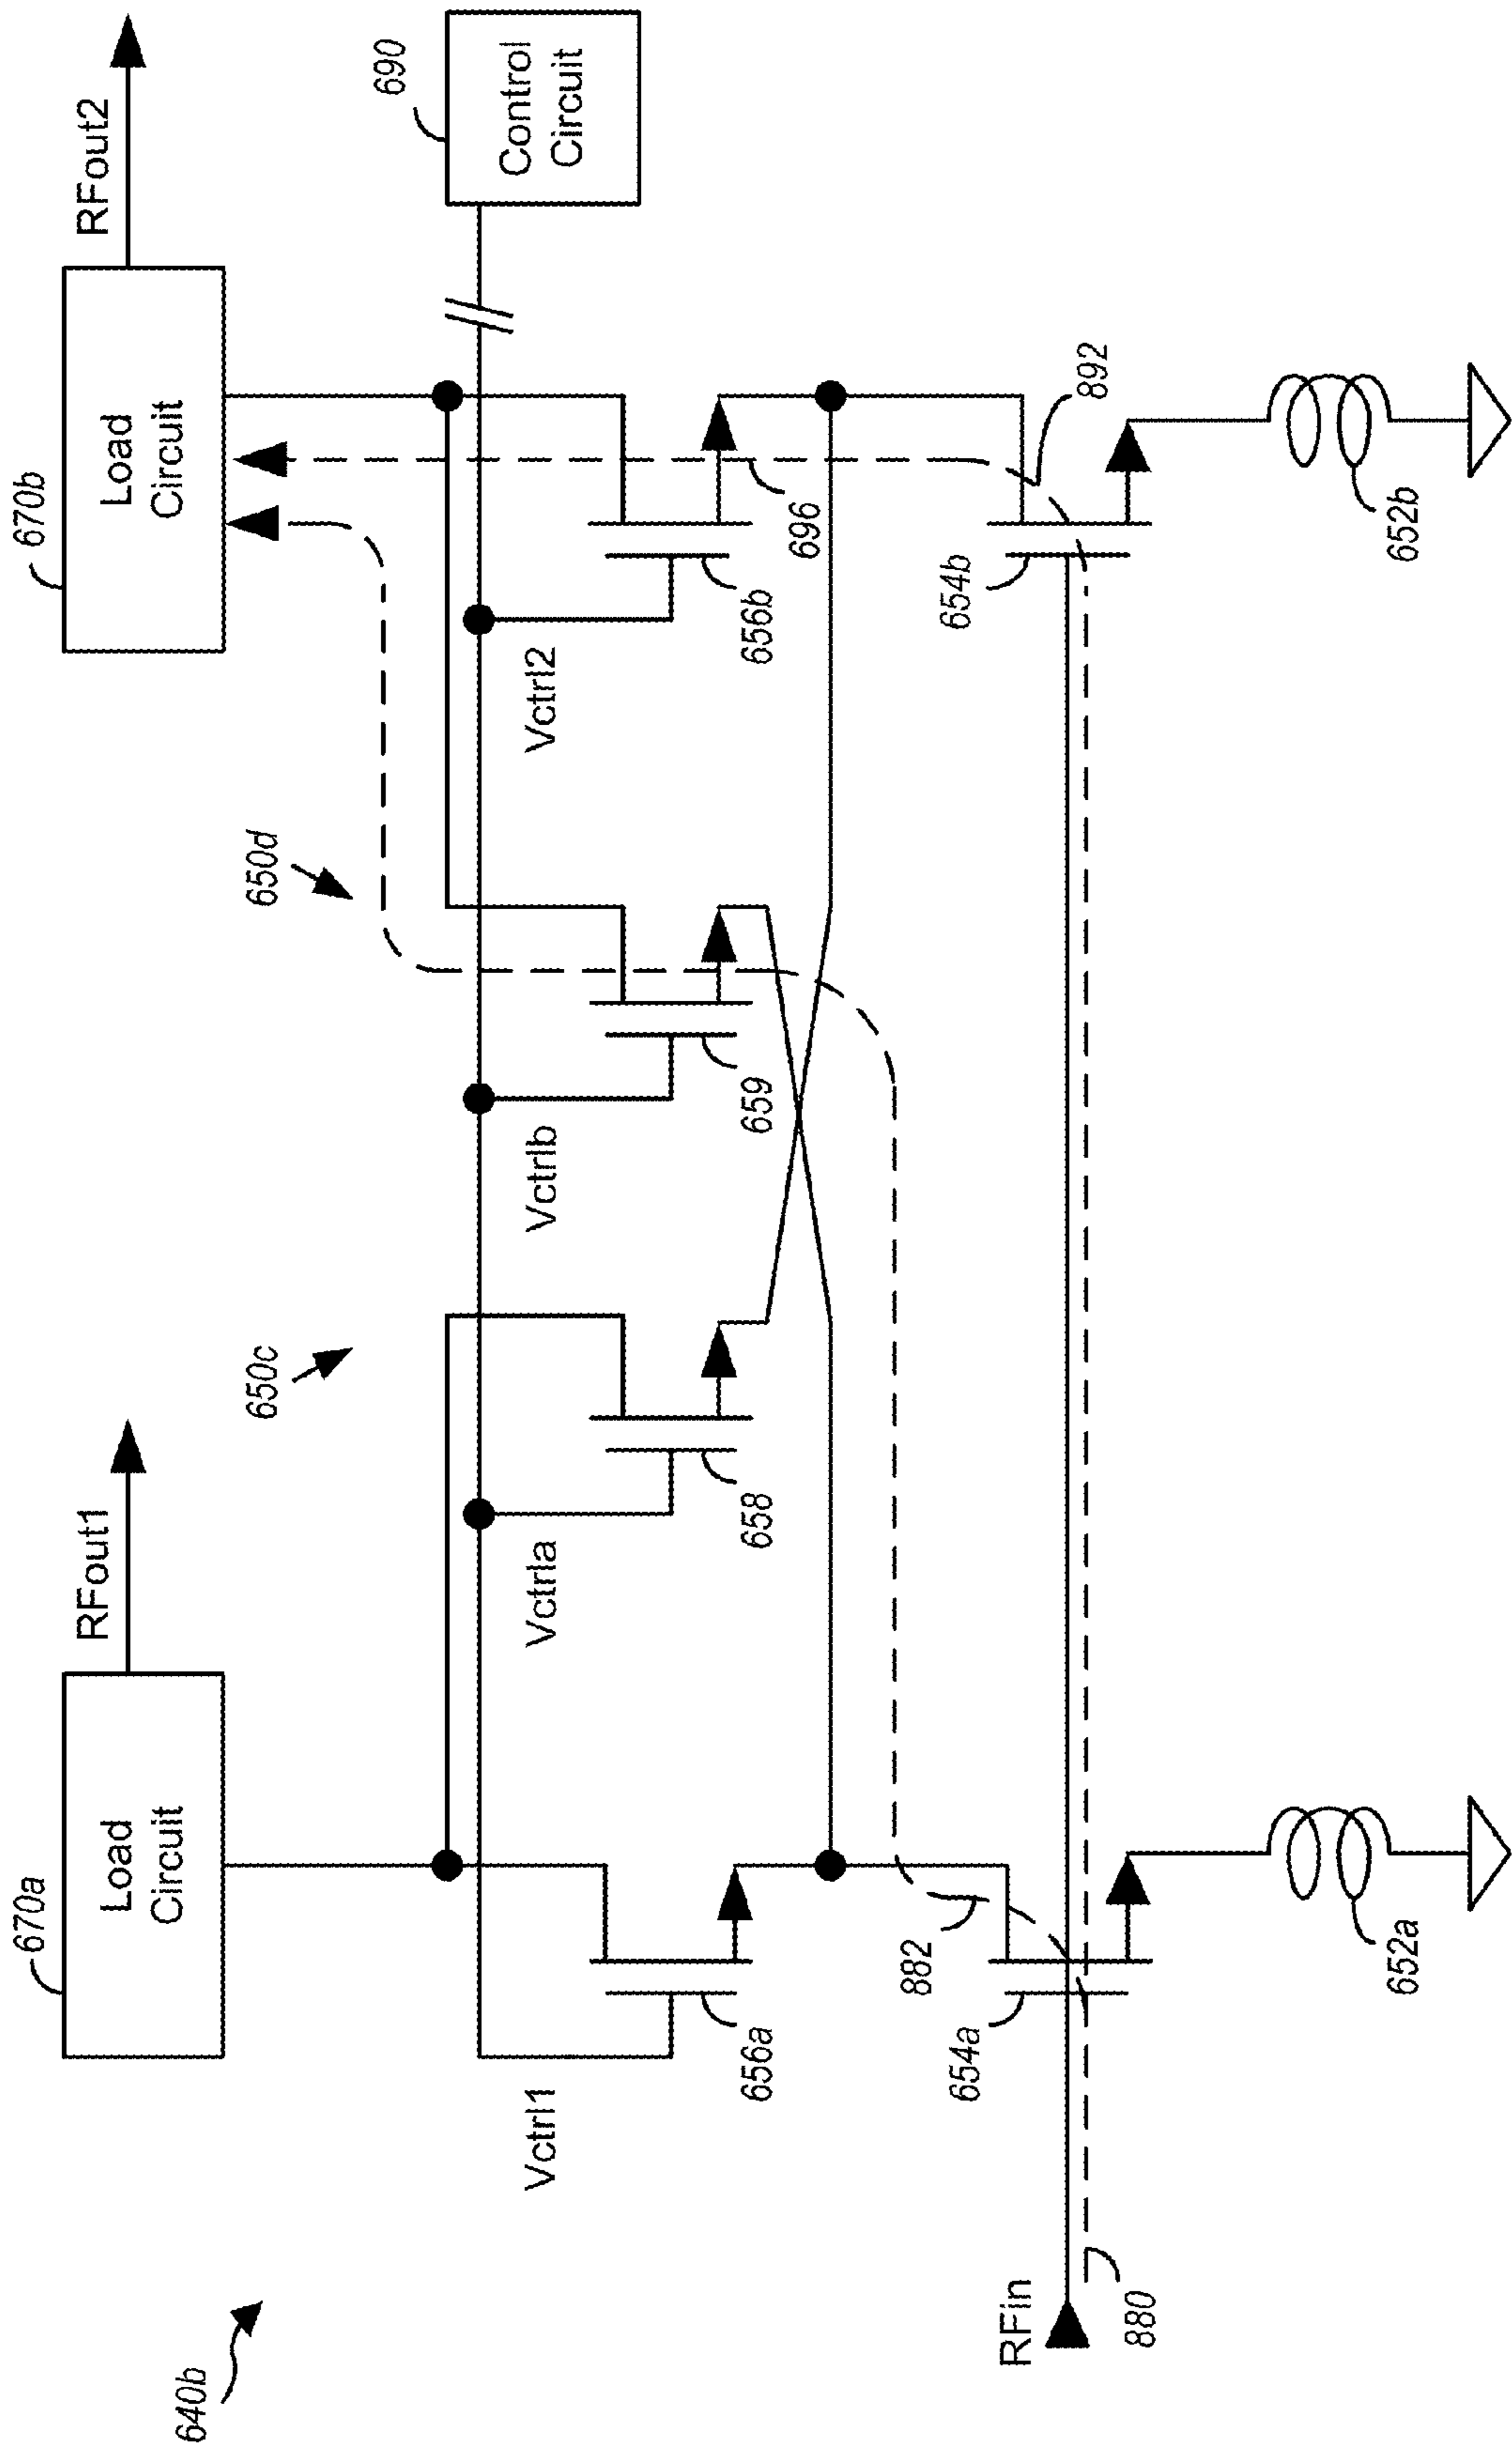 640b
670a
Load
Circuit
RFout1
670b
Load
Circuit
RFout2
650c
650d
690
Control
Circuit
Vctrl1
Vctrla
Vctrlb
Vctrl2
656a
658
659
656b
696
882
654a
654b
892
RFin
880
652a
652b